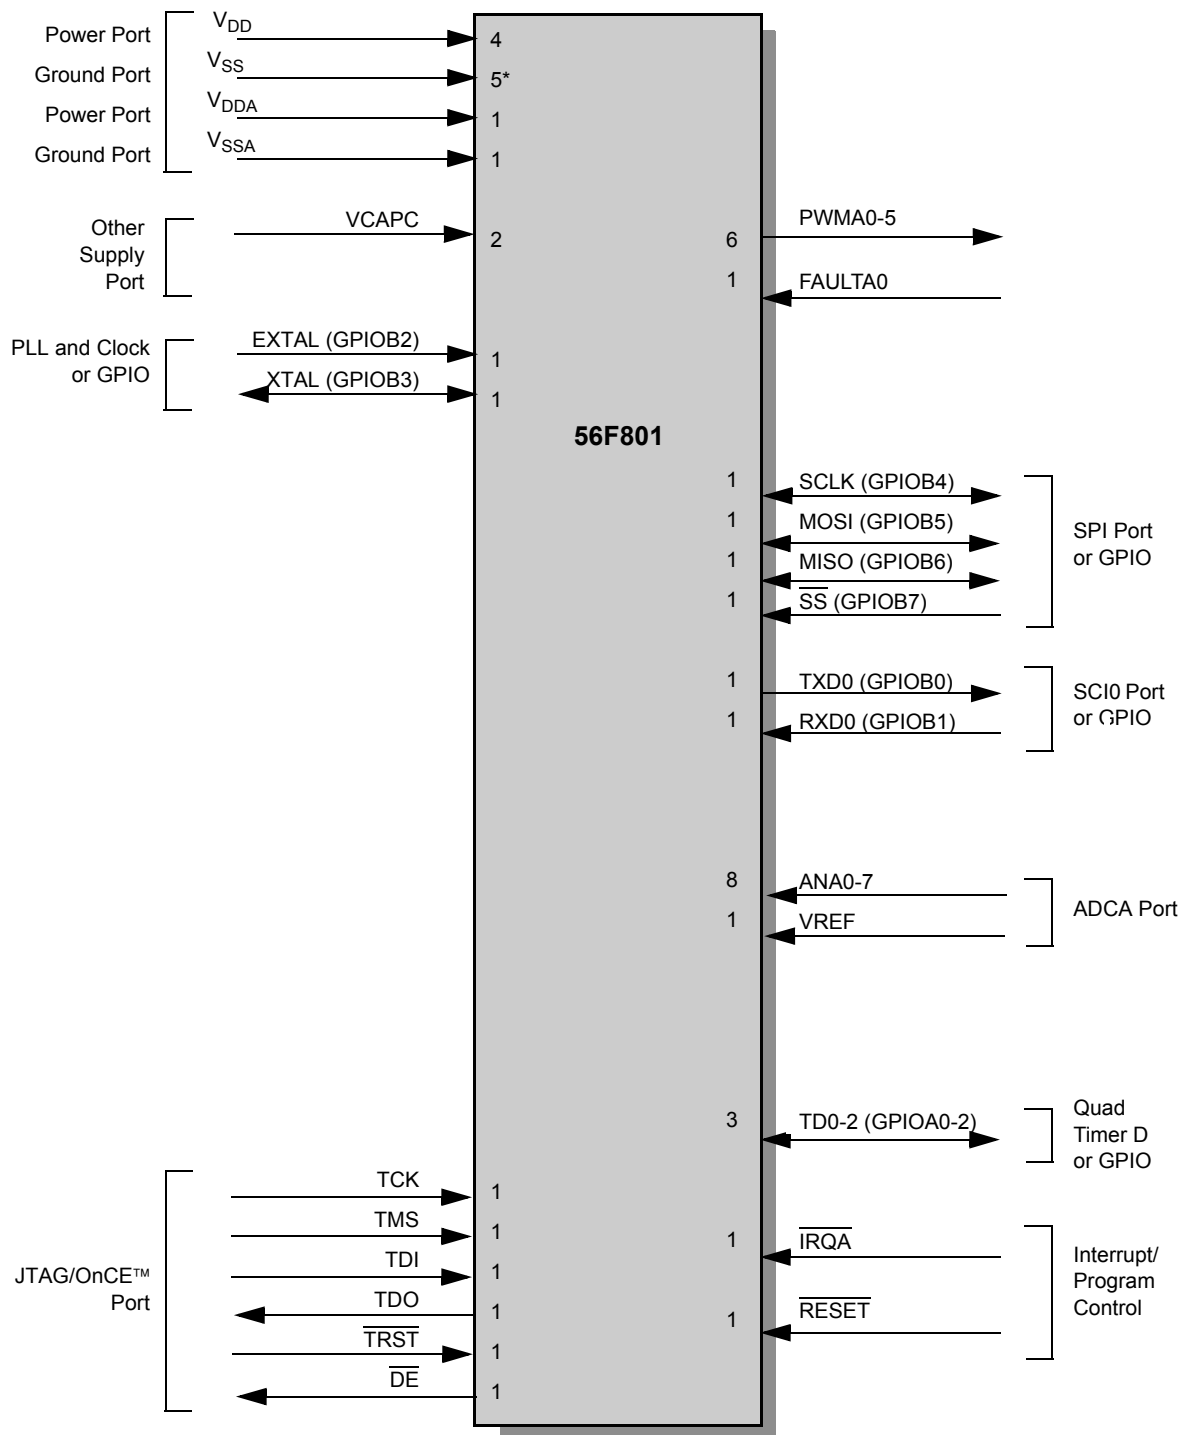 Power Port V_DD 4
Ground Port V_SS 5*
Power Port V_DDA 1
Ground Port V_SSA 1
Other
Supply
Port
VCAPC 2
PLL and Clock
or GPIO
EXTAL (GPIOB2) 1
XTAL (GPIOB3) 1
56F801
6 PWMA0-5
1 FAULTA0
1 SCLK (GPIOB4)
1 MOSI (GPIOB5)
1 MISO (GPIOB6)
1 S̅S̅ (GPIOB7)
SPI Port
or GPIO
1 TXD0 (GPIOB0)
1 RXD0 (GPIOB1)
SCI0 Port
or GPIO
8 ANA0-7
1 VREF
ADCA Port
3 TD0-2 (GPIOA0-2)
Quad
Timer D
or GPIO
JTAG/OnCE™
Port
TCK 1
TMS 1
TDI 1
TDO 1
T̅R̅S̅T̅ 1
D̅E̅ 1
1 I̅R̅Q̅A̅
1 R̅E̅S̅E̅T̅
Interrupt/
Program
Control